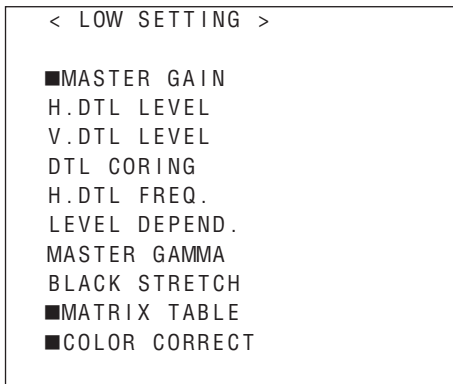 < LOW SETTING >
■MASTER GAIN
H.DTL LEVEL
V.DTL LEVEL
DTL CORING
H.DTL FREQ.
LEVEL DEPEND.
MASTER GAMMA
BLACK STRETCH
■MATRIX TABLE
■COLOR CORRECT